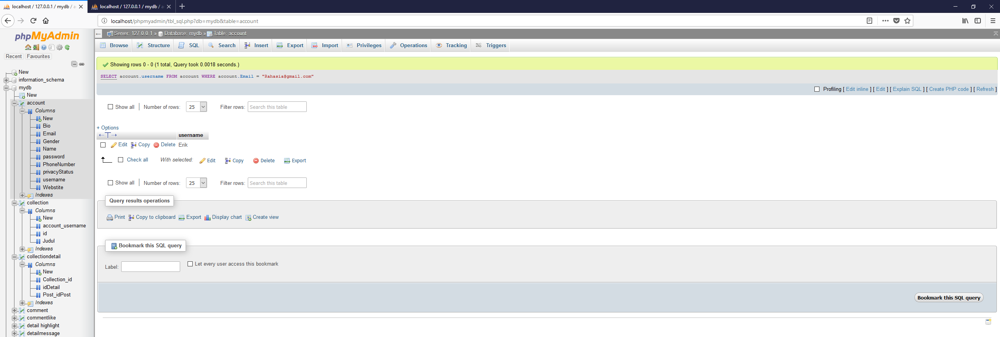 localhost / 127.0.0.1 / mydb / a
localhost / 127.0.0.1 / mydb / a
localhost/phpmyadmin/tbl_sql.php?db=mydb&table=account
phpMyAdmin
Recent Favourites
New
information_schema
mydb
New
account
Columns
New
Bio
Email
Gender
Name
password
PhoneNumber
privacyStatus
username
Webstite
Indexes
collection
Columns
New
account_username
id
Judul
Indexes
collectiondetail
Columns
New
Collection_id
idDetail
Post_idPost
Indexes
comment
commentlike
detail highlight
detailmessage
Server: 127.0.0.1 » Database: mydb » Table: account
Browse Structure SQL Search Insert Export Import Privileges Operations Tracking Triggers
Showing rows 0 - 0 (1 total, Query took 0.0018 seconds.)
SELECT account.username FROM account WHERE account.Email = "Rahasia@gmail.com"
Profiling [ Edit inline ] [ Edit ] [ Explain SQL ] [ Create PHP code ] [ Refresh ]
Show all | Number of rows: 25 Filter rows: Search this table
+ Options
←T→ username
Edit Copy Delete Erik
Check all With selected: Edit Copy Delete Export
Show all | Number of rows: 25 Filter rows: Search this table
Query results operations
Print Copy to clipboard Export Display chart Create view
Bookmark this SQL query
Label: Let every user access this bookmark
Bookmark this SQL query